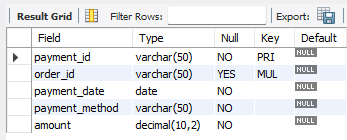 Result Grid Filter Rows: Export:
Field Type Null Key Default
payment_id varchar(50) NO PRI NULL
order_id varchar(50) YES MUL NULL
payment_date date NO NULL
payment_method varchar(50) NO NULL
amount decimal(10,2) NO NULL